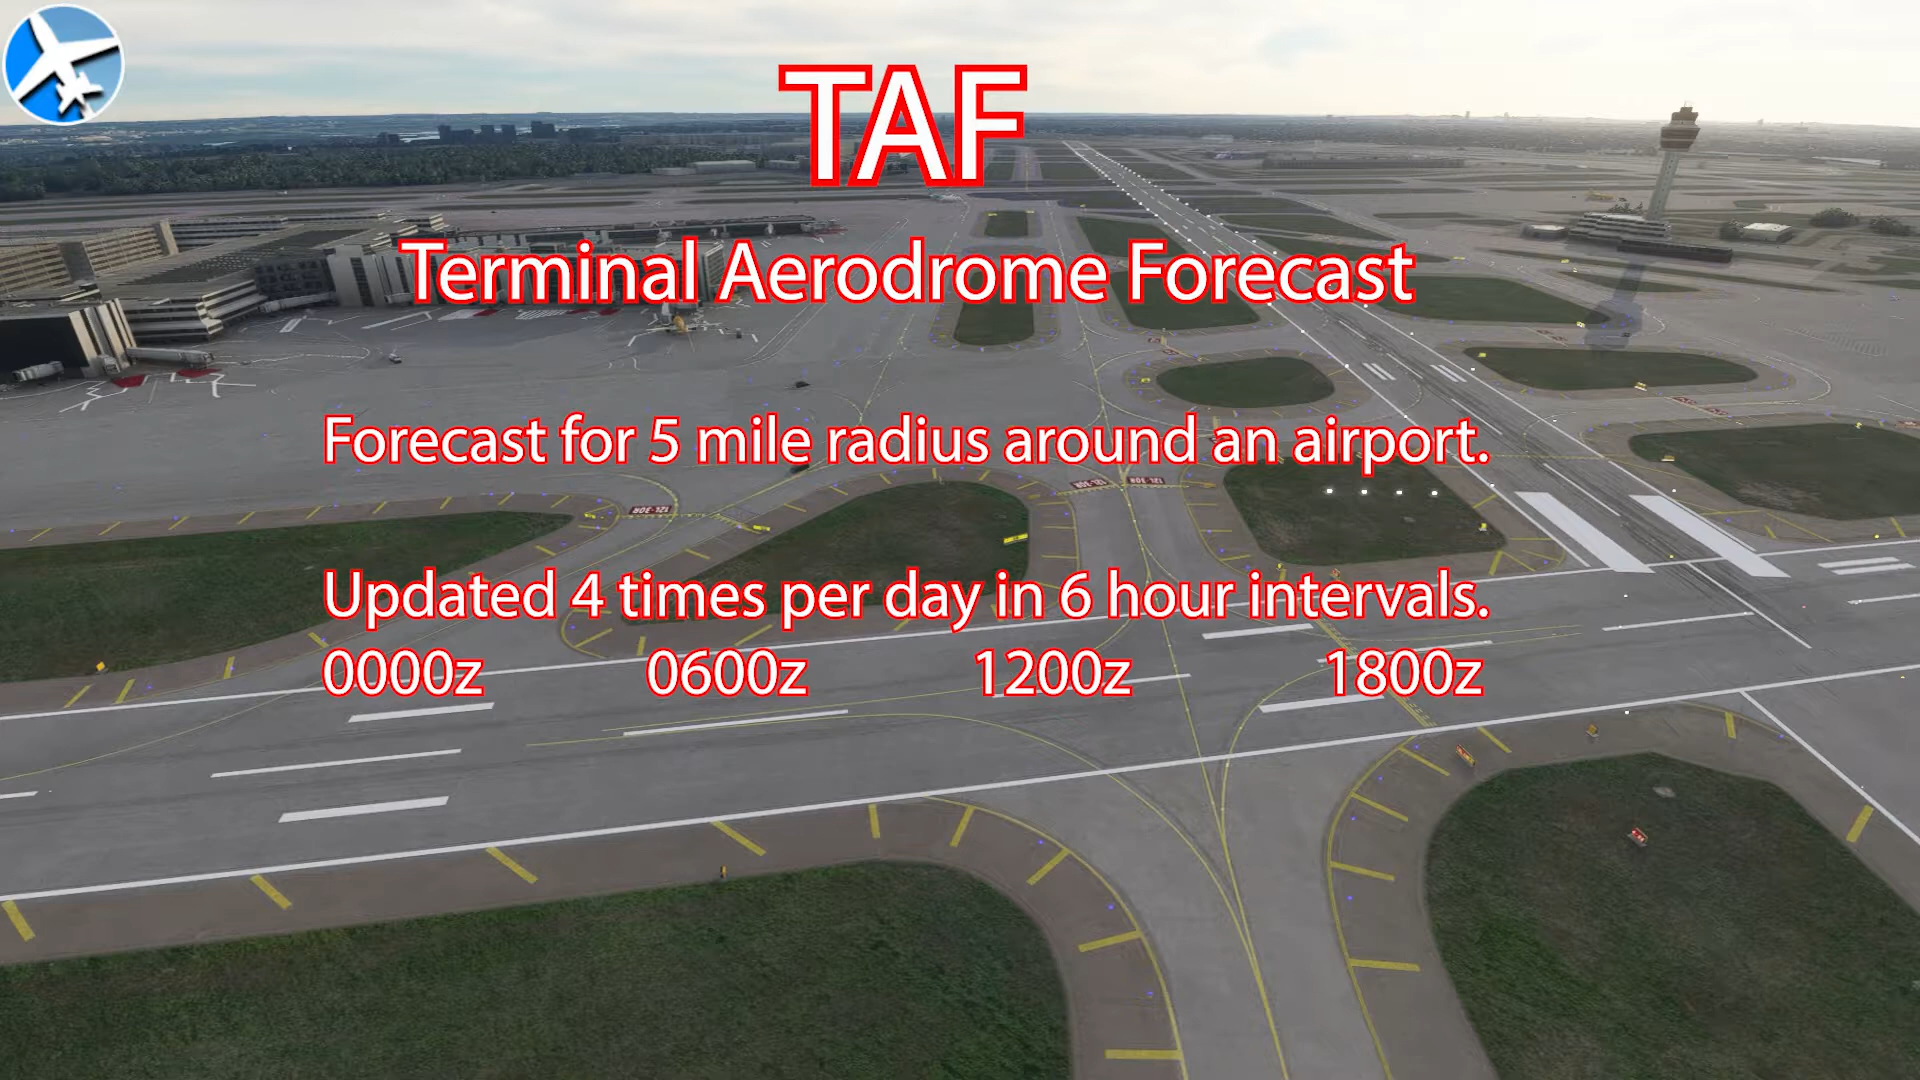 TAF
Terminal Aerodrome Forecast
Forecast for 5 mile radius around an airport.
Updated 4 times per day in 6 hour intervals.
0000z 0600z 1200z 1800z